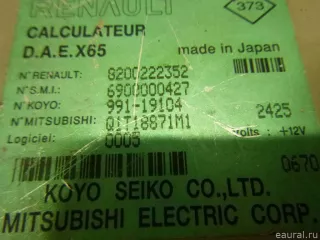 RENAULT
373
CALCULATEUR
D.A.E.X65 made in Japan
N°RENAULT: 8200222352
N°S.M.I.: 6900000427
N°KOYO: 991-19104 2425
N°MITSUBISHI: Q1T18871M1
Logiciel: 0005 Volts : +12V
0670
KOYO SEIKO CO.,LTD.
MITSUBISHI ELECTRIC CORP.
© eaural.ru